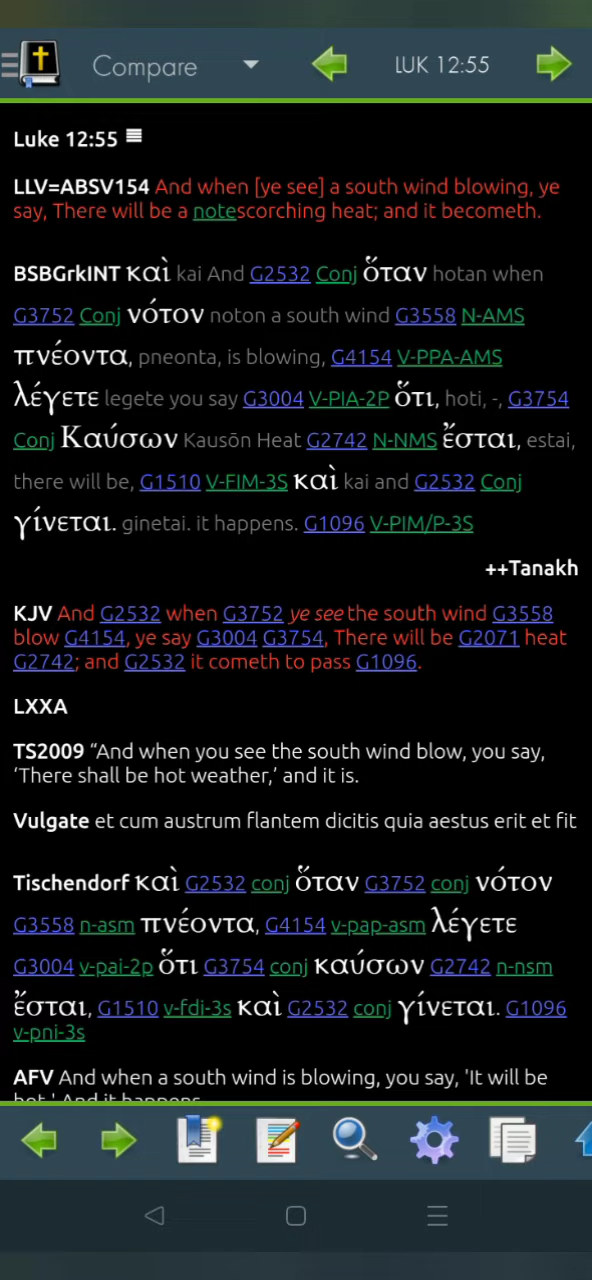 Compare
LUK 12:55
Luke 12:55
LLV=ABSV154 And when [ye see] a south wind blowing, ye
say, There will be a notescorching heat; and it becometh.
BSBGrkINT καὶ kai And G2532 Conj ὅταν hotan when
G3752 Conj νότον noton a south wind G3558 N-AMS
πνέοντα, pneonta, is blowing, G4154 V-PPA-AMS
λέγετε legete you say G3004 V-PIA-2P ὅτι, hoti, -, G3754
Conj Καύσων Kausōn Heat G2742 N-NMS ἔσται, estai,
there will be, G1510 V-FIM-3S καὶ kai and G2532 Conj
γίνεται. ginetai. it happens. G1096 V-PIM/P-3S
++Tanakh
KJV And G2532 when G3752 ye see the south wind G3558
blow G4154, ye say G3004 G3754, There will be G2071 heat
G2742; and G2532 it cometh to pass G1096.
LXXA
TS2009 “And when you see the south wind blow, you say,
‘There shall be hot weather,’ and it is.
Vulgate et cum austrum flantem dicitis quia aestus erit et fit
Tischendorf καὶ G2532 conj ὅταν G3752 conj νότον
G3558 n-asm πνέοντα, G4154 v-pap-asm λέγετε
G3004 v-pai-2p ὅτι G3754 conj καύσων G2742 n-nsm
ἔσται, G1510 v-fdi-3s καὶ G2532 conj γίνεται. G1096
v-pni-3s
AFV And when a south wind is blowing, you say, 'It will be
hot.' And it happens